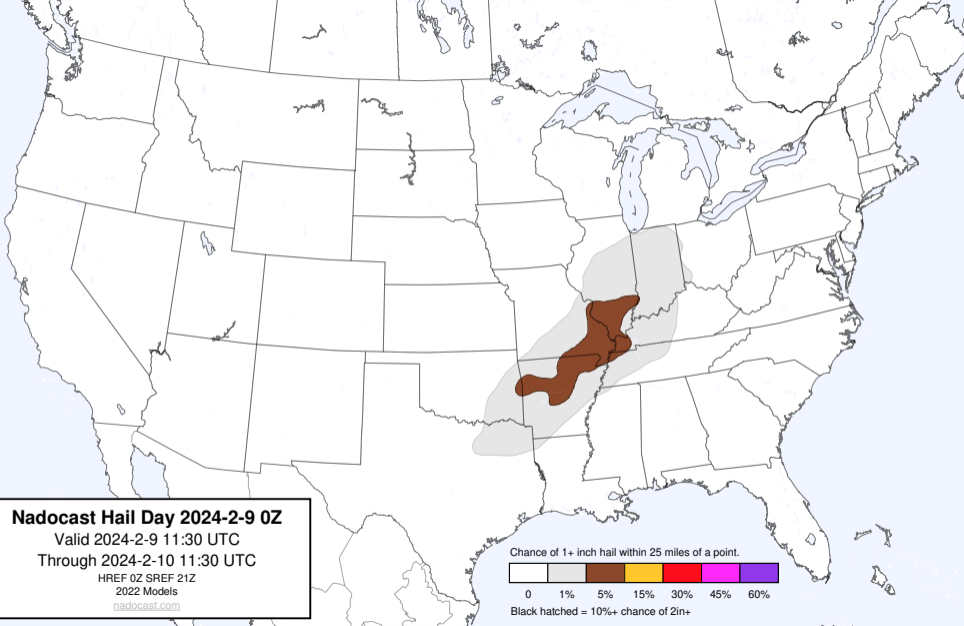 Nadocast Hail Day 2024-2-9 0Z
Valid 2024-2-9 11:30 UTC
Through 2024-2-10 11:30 UTC
HREF 0Z SREF 21Z
2022 Models
nadocast.com
Chance of 1+ inch hail within 25 miles of a point.
0 1% 5% 15% 30% 45% 60%
Black hatched = 10%+ chance of 2in+